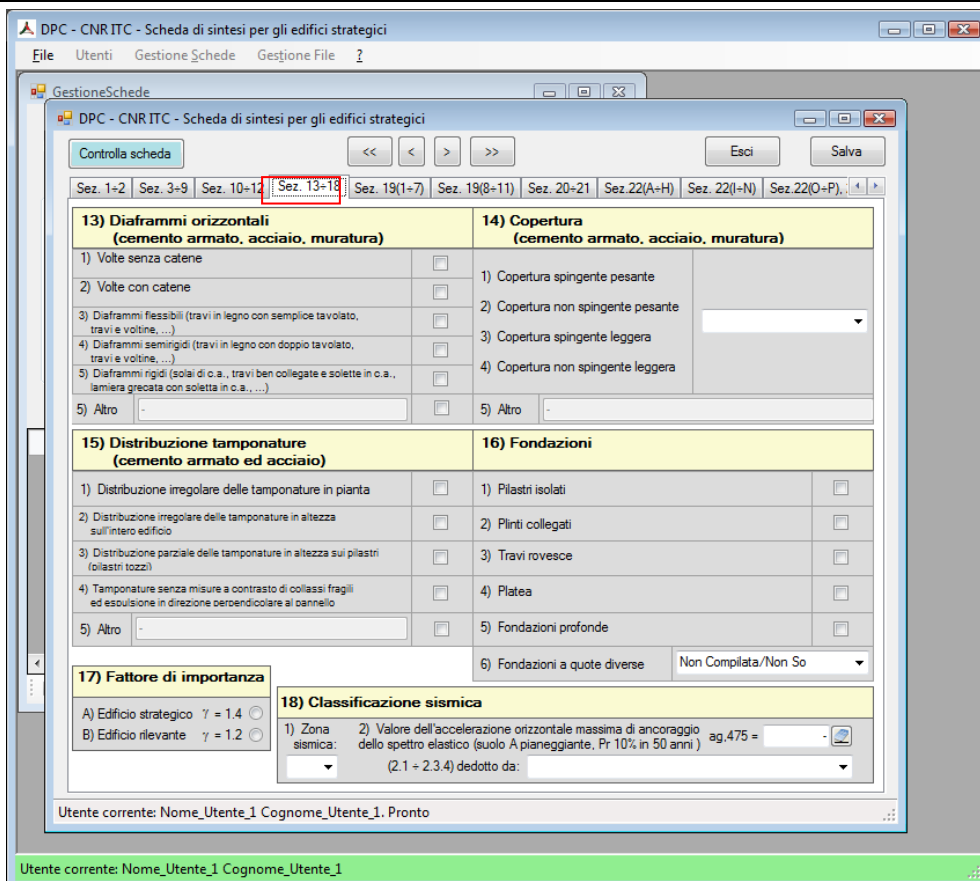 DPC - CNR ITC - Scheda di sintesi per gli edifici strategici
File Utenti Gestione Schede Gestione File ?
GestioneSchede
DPC - CNR ITC - Scheda di sintesi per gli edifici strategici
Controlla scheda << < > >> Esci Salva
Sez. 1÷2 Sez. 3÷9 Sez. 10÷12 Sez. 13÷18 Sez. 19(1÷7) Sez. 19(8÷11) Sez. 20÷21 Sez.22(A÷H) Sez. 22(I÷N) Sez.22(O÷P),
13) Diaframmi orizzontali
(cemento armato, acciaio, muratura)
1) Volte senza catene
2) Volte con catene
3) Diaframmi flessibili (travi in legno con semplice tavolato,
travi e voltine, ...)
4) Diaframmi semirigidi (travi in legno con doppio tavolato,
travi e voltine, ...)
5) Diaframmi rigidi (solai di c.a., travi ben collegate e solette in c.a.,
lamiera grecata con soletta in c.a., ...)
5) Altro -
14) Copertura
(cemento armato, acciaio, muratura)
1) Copertura spingente pesante
2) Copertura non spingente pesante
3) Copertura spingente leggera
4) Copertura non spingente leggera
5) Altro -
15) Distribuzione tamponature
(cemento armato ed acciaio)
1) Distribuzione irregolare delle tamponature in pianta
2) Distribuzione irregolare delle tamponature in altezza
sull'intero edificio
3) Distribuzione parziale delle tamponature in altezza sui pilastri
(pilastri tozzi)
4) Tamponature senza misure a contrasto di collassi fragili
ed espulsione in direzione perpendicolare al pannello
5) Altro -
16) Fondazioni
1) Pilastri isolati
2) Plinti collegati
3) Travi rovesce
4) Platea
5) Fondazioni profonde
6) Fondazioni a quote diverse Non Compilata/Non So
17) Fattore di importanza
A) Edificio strategico γ = 1.4
B) Edificio rilevante γ = 1.2
18) Classificazione sismica
1) Zona
sismica:
2) Valore dell'accelerazione orizzontale massima di ancoraggio
dello spettro elastico (suolo A pianeggiante, Pr 10% in 50 anni ) ag,475 = -
(2.1 ÷ 2.3.4) dedotto da:
Utente corrente: Nome_Utente_1 Cognome_Utente_1. Pronto
Utente corrente: Nome_Utente_1 Cognome_Utente_1